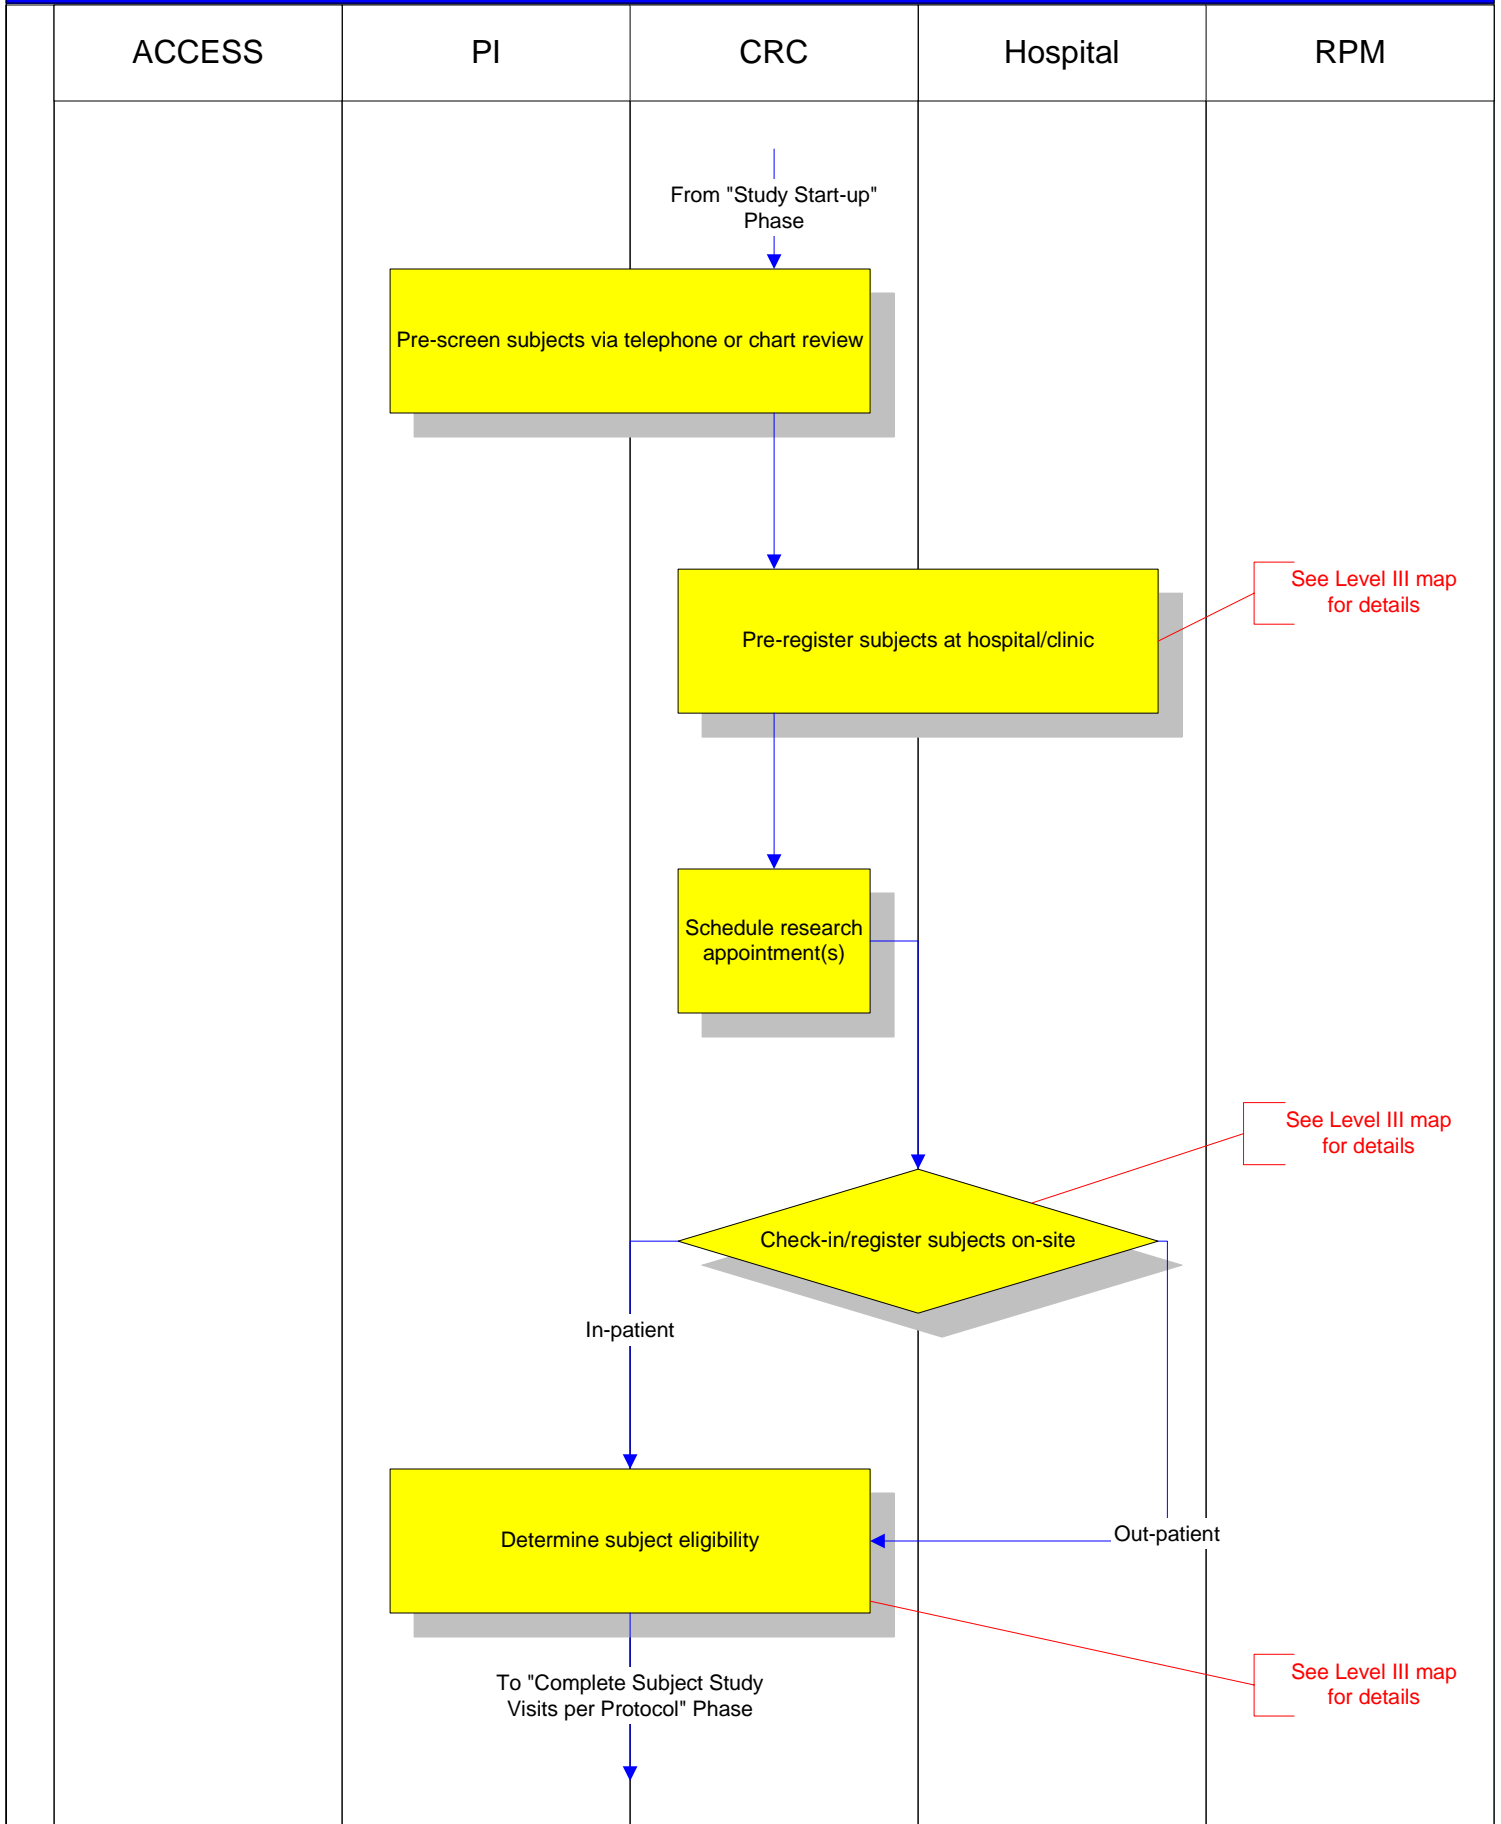 ACCESS
PI
CRC
Hospital
RPM
From "Study Start-up"
Phase
Pre-screen subjects via telephone or chart review
See Level III map
for details
Pre-register subjects at hospital/clinic
Schedule research
appointment(s)
See Level III map
for details
Check-in/register subjects on-site
In-patient
Determine subject eligibility
Out-patient
See Level III map
for details
To "Complete Subject Study
Visits per Protocol" Phase